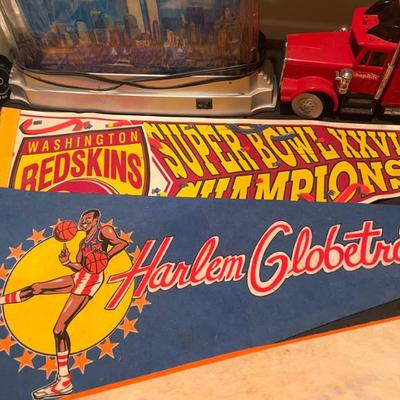 WASHINGTON
REDSKINS
SUPER BOWL XXVI
CHAMPIONS
Harlem Globetro